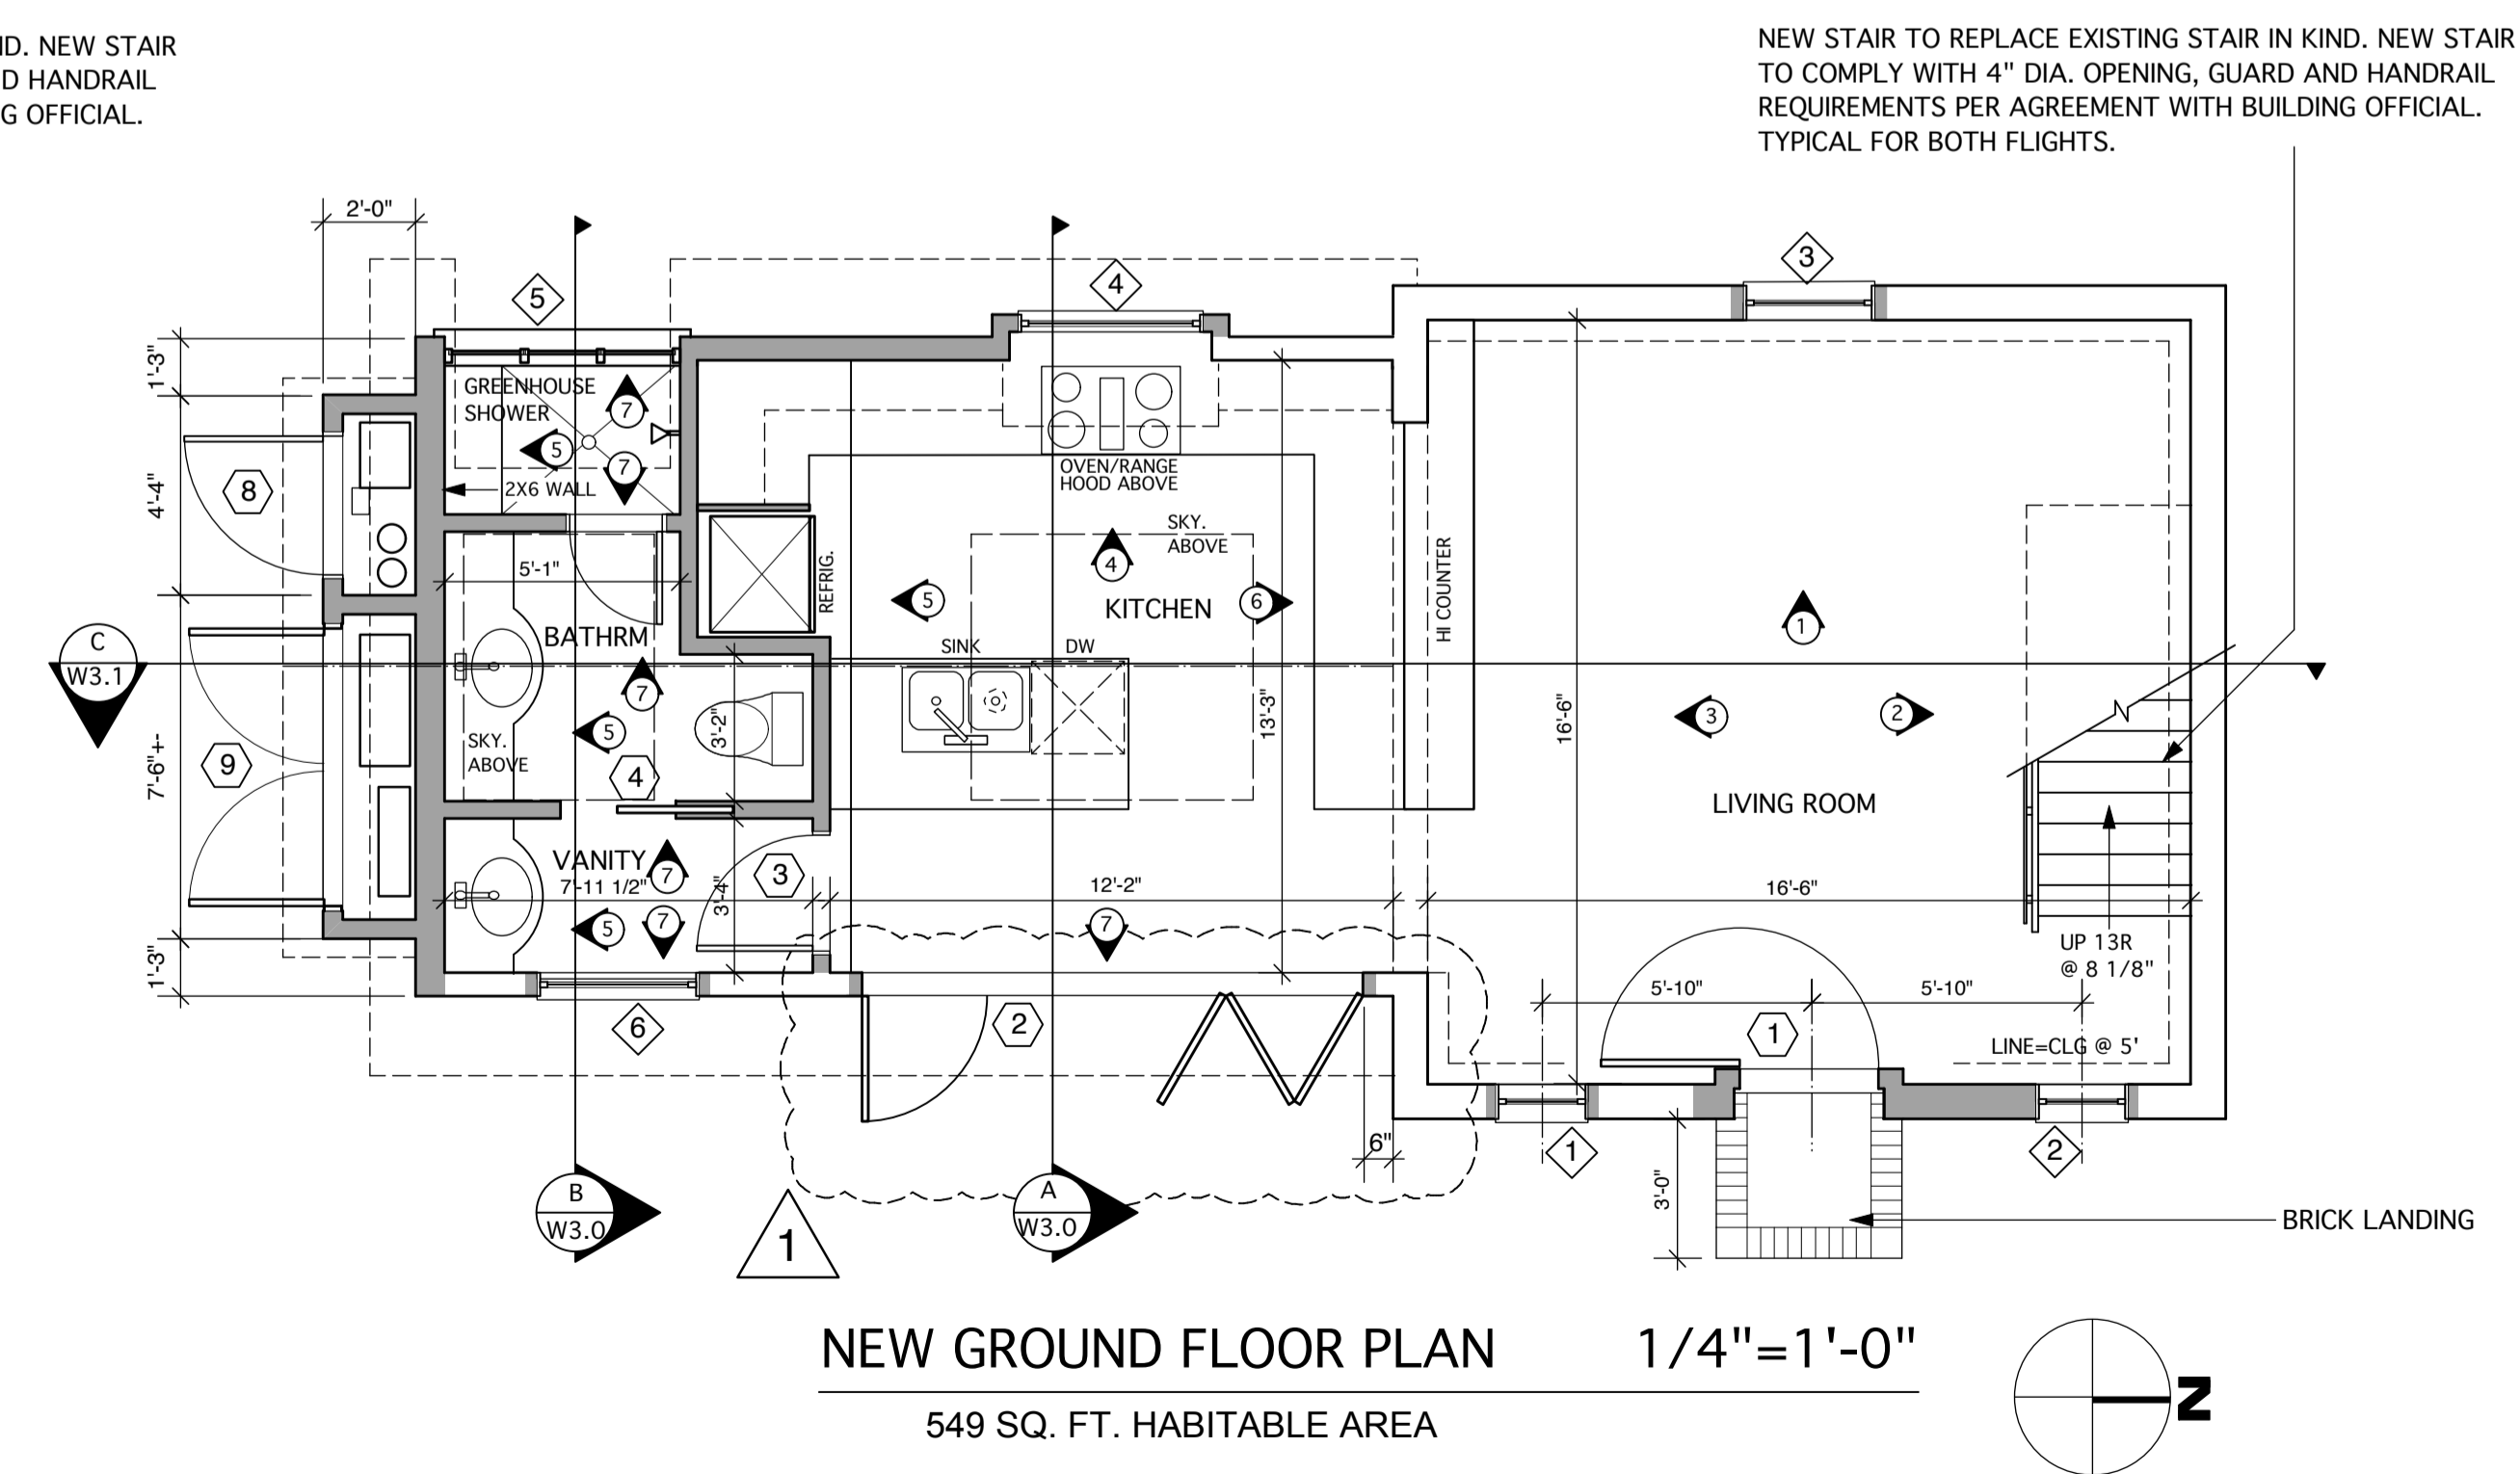 ND. NEW STAIR
D HANDRAIL
G OFFICIAL.
NEW STAIR TO REPLACE EXISTING STAIR IN KIND. NEW STAIR
TO COMPLY WITH 4" DIA. OPENING, GUARD AND HANDRAIL
REQUIREMENTS PER AGREEMENT WITH BUILDING OFFICIAL.
TYPICAL FOR BOTH FLIGHTS.
2'-0"
5
4
3
1'-3"
4'-4"
7'-6"+-
1'-3"
8
9
C
W3.1
GREENHOUSE
SHOWER
7
5
7
2X6 WALL
5'-1"
BATHRM
7
5
SKY.
ABOVE
4
3'-2"
VANITY
7'-11 1/2"
7
3
3'-4"
5
7
6
REFRIG.
OVEN/RANGE
HOOD ABOVE
SKY.
ABOVE
4
5
KITCHEN
6
SINK
DW
13'-3"
12'-2"
7
2
6"
HI COUNTER
16'-6"
1
3
2
LIVING ROOM
16'-6"
UP 13R
@ 8 1/8"
5'-10"
5'-10"
1
LINE=CLG @ 5'
1
2
3'-0"
BRICK LANDING
B
W3.0
1
A
W3.0
NEW GROUND FLOOR PLAN 1/4"=1'-0"
549 SQ. FT. HABITABLE AREA
N